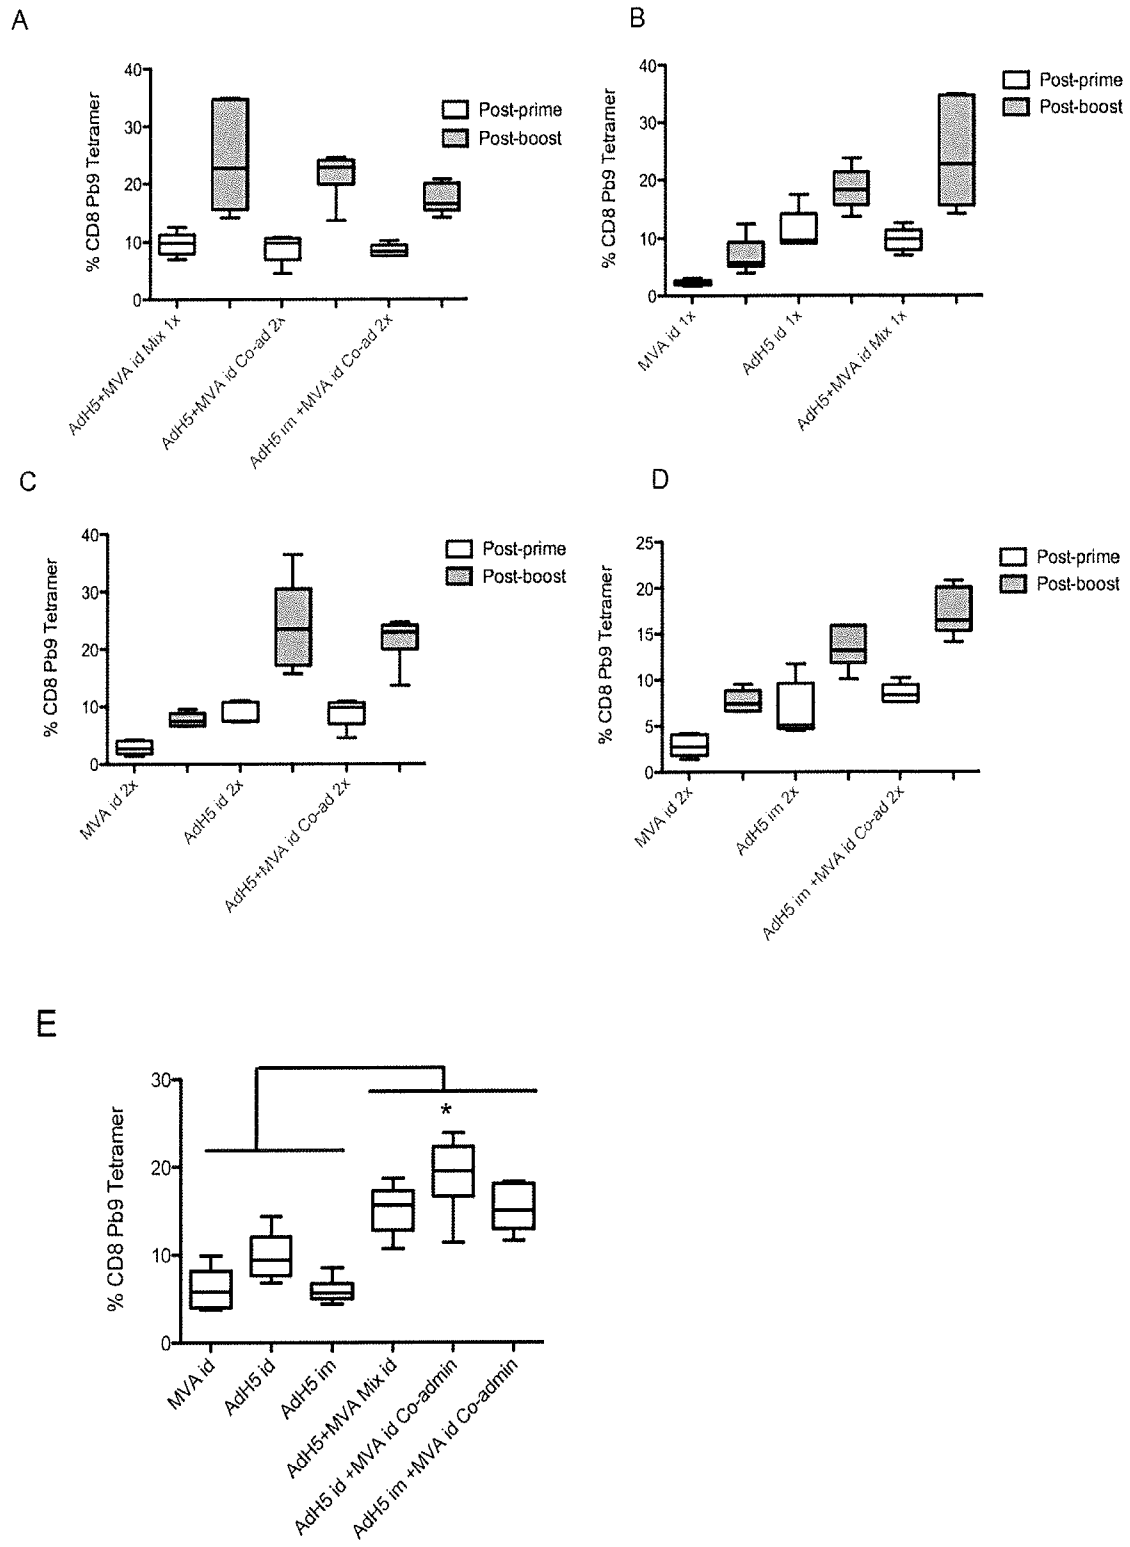 A
% CD8 Pb9 Tetramer
40
30
20
10
0
Post-prime
Post-boost
AdH5+MVA id Mix 1x
AdH5+MVA id Co-ad 2x
AdH5 im +MVA id Co-ad 2x
B
% CD8 Pb9 Tetramer
40
30
20
10
0
Post-prime
Post-boost
MVA id 1x
AdH5 id 1x
AdH5+MVA id Mix 1x
C
% CD8 Pb9 Tetramer
40
30
20
10
0
Post-prime
Post-boost
MVA id 2x
AdH5 id 2x
AdH5+MVA id Co-ad 2x
D
% CD8 Pb9 Tetramer
25
20
15
10
5
0
Post-prime
Post-boost
MVA id 2x
AdH5 im 2x
AdH5 im +MVA id Co-ad 2x
E
% CD8 Pb9 Tetramer
30
20
10
0
*
MVA id
AdH5 id
AdH5 im
AdH5+MVA Mix id
AdH5 id +MVA id Co-admin
AdH5 im +MVA id Co-admin